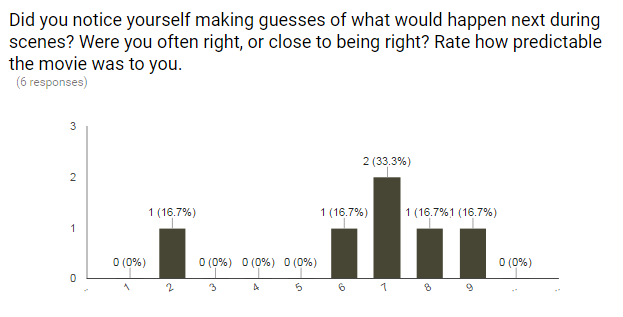 Did you notice yourself making guesses of what would happen next during
scenes? Were you often right, or close to being right? Rate how predictable
the movie was to you.
(6 responses)
3
2 (33.3%)
2
1 (16.7%) 1 (16.7%) 1 (16.7%1 (16.7%)
1
0 (0%) 0 (0%) 0 (0%) 0 (0%) 0 (0%)
0
.. 1 2 3 4 5 6 7 8 9 .. ..